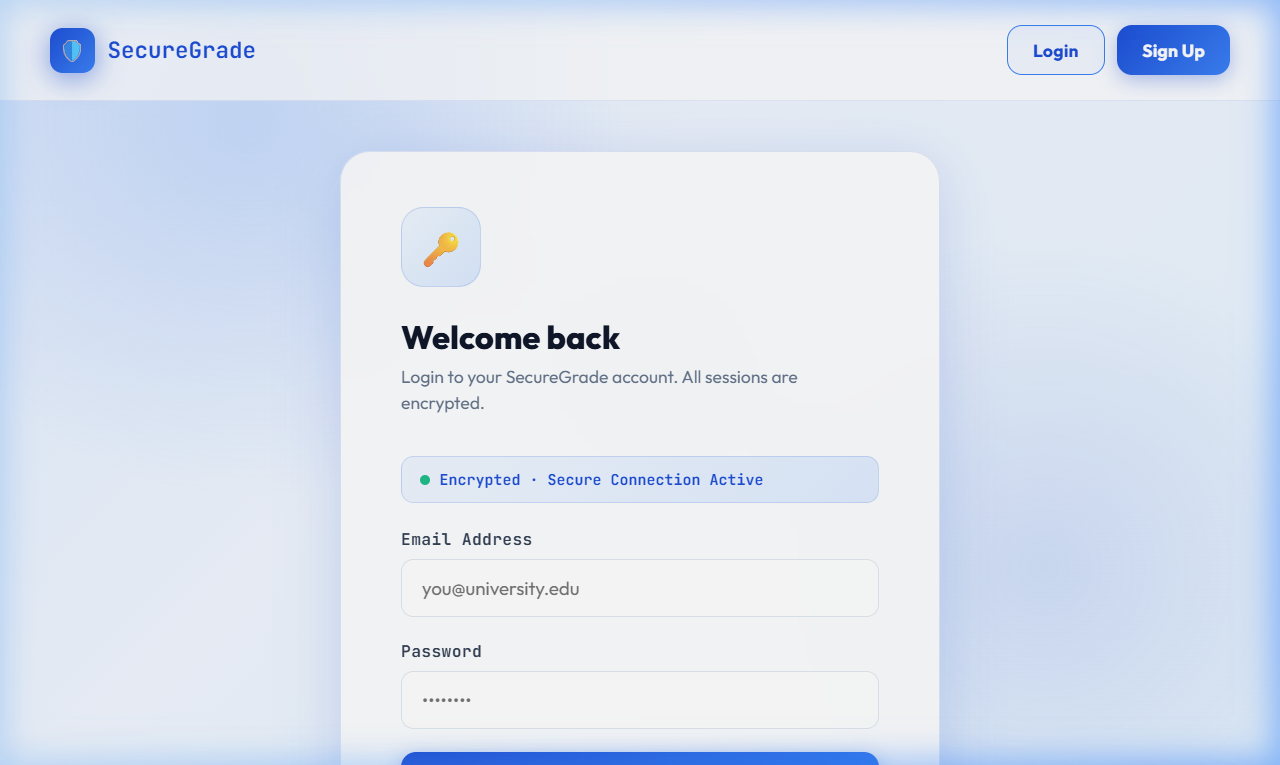 SecureGrade
Login
Sign Up
Welcome back
Login to your SecureGrade account. All sessions are
encrypted.
Encrypted · Secure Connection Active
Email Address
you@university.edu
Password
••••••••